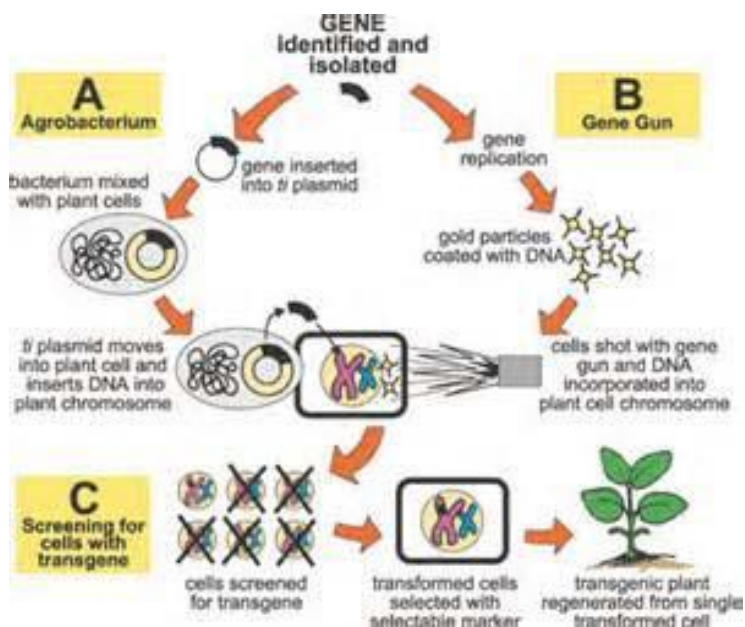 GENE
identified and
isolated
A
Agrobacterium
B
Gene Gun
gene inserted
into ti plasmid
gene
replication
bacterium mixed
with plant cells
gold particles
coated with DNA
ti plasmid moves
into plant cell and
inserts DNA into
plant chromosome
cells shot with gene
gun and DNA
incorporated into
plant cell chromosome
C
Screening for
cells with
transgene
cells screened
for transgene
transformed cells
selected with
selectable marker
transgenic plant
regenerated from single
transformed cell